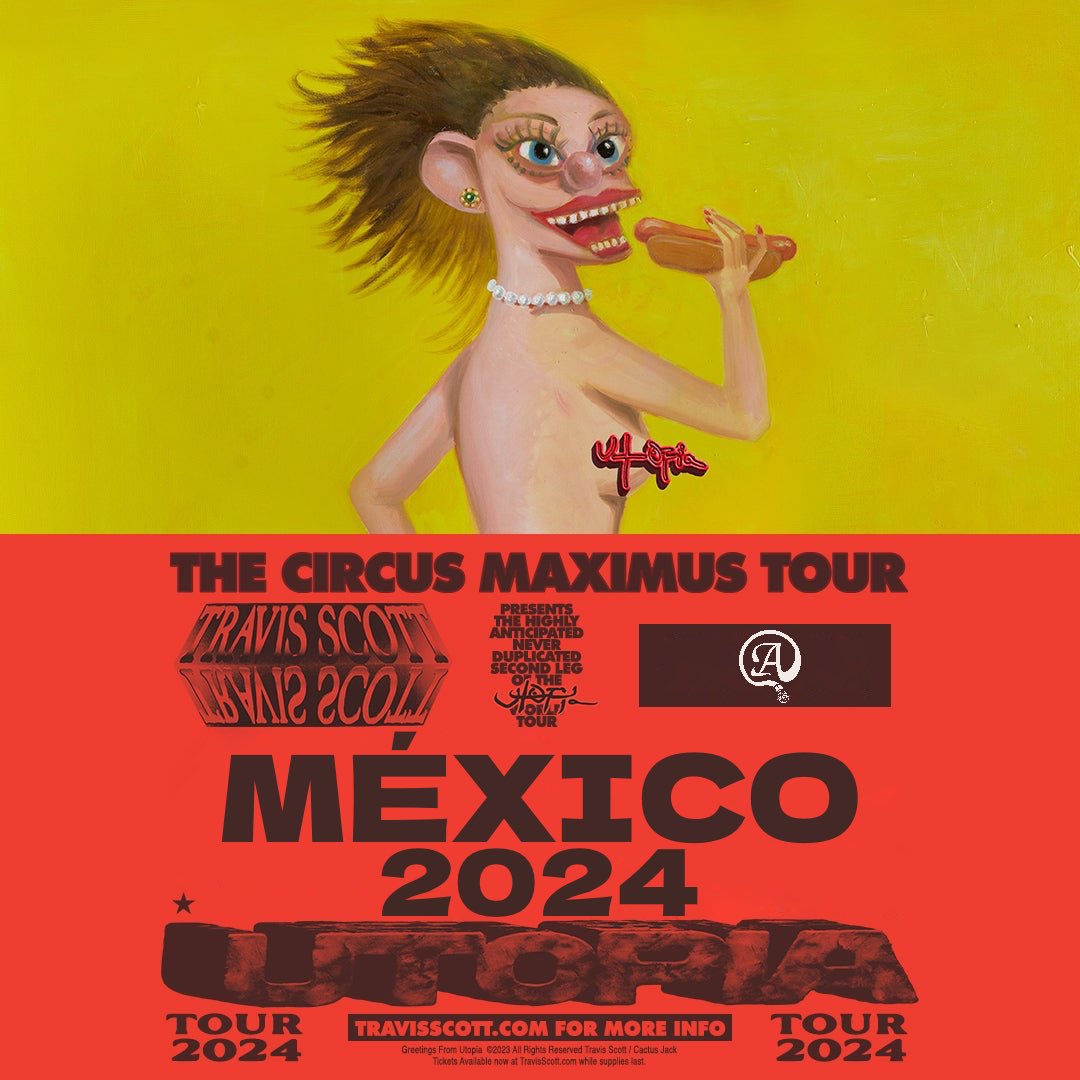 utopia
THE CIRCUS MAXIMUS TOUR
TRAVIS SCOTT
TRAVIS SCOTT
PRESENTS
THE HIGHLY
ANTICIPATED
NEVER
DUPLICATED
SECOND LEG
OF THE
UTOPIA
WORLD
TOUR
A
MÉXICO
2024
UTOPIA
TOUR
2024
TRAVISSCOTT.COM FOR MORE INFO
Greetings From Utopia ©2023 All Rights Reserved Travis Scott / Cactus Jack
Tickets Available now at TravisScott.com while supplies last.
TOUR
2024